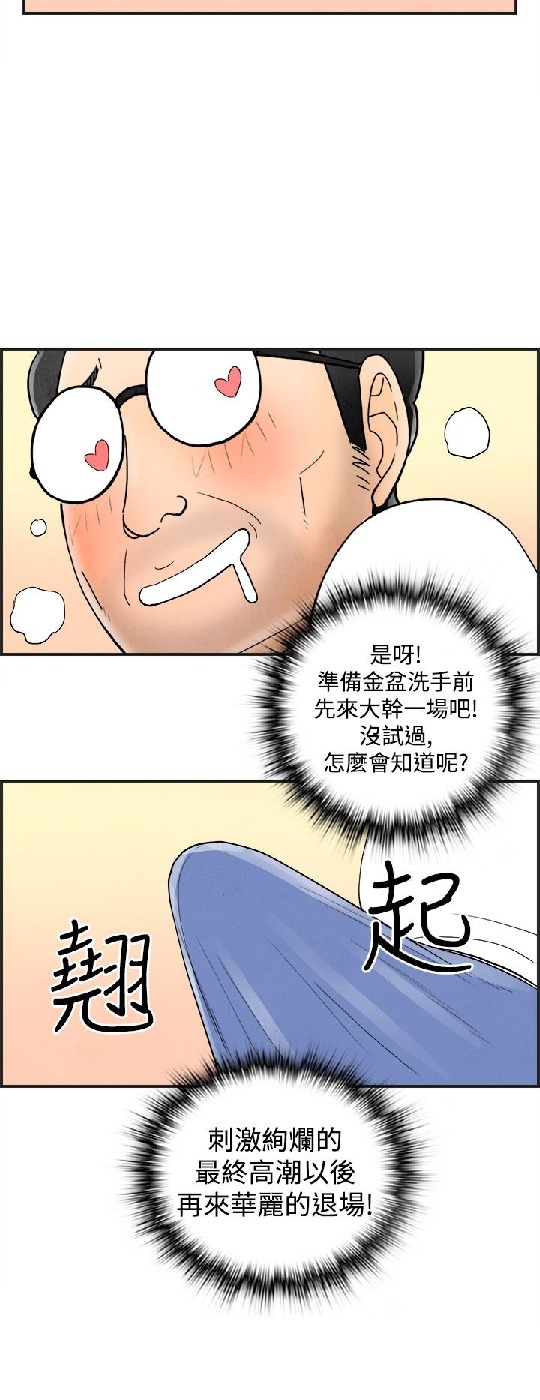 是呀!
準備金盆洗手前
先來大幹一場吧!
沒試過,
怎麼會知道呢?
翹起
刺激絢爛的
最終高潮以後
再來華麗的退場!